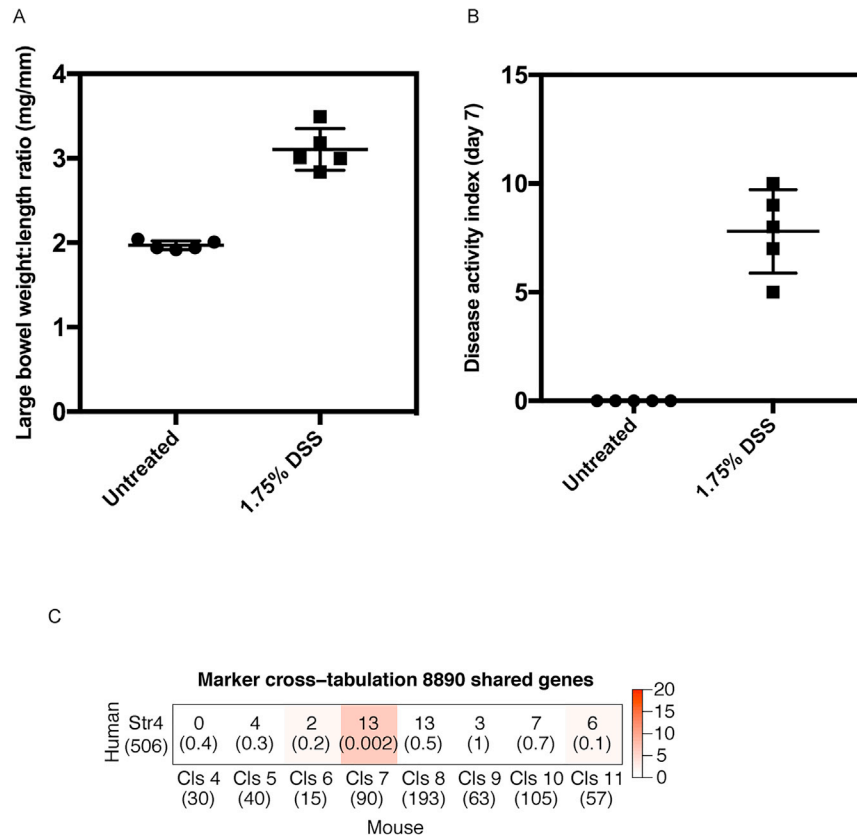 A
Large bowel weight:length ratio (mg/mm)
4
3
2
1
0
Untreated
1.75% DSS
B
Disease activity index (day 7)
15
10
5
0
Untreated
1.75% DSS
C
Marker cross-tabulation 8890 shared genes
Human
Str4
(506)
0 4 2 13 13 3 7 6
(0.4) (0.3) (0.2) (0.002) (0.5) (1) (0.7) (0.1)
Cls 4 Cls 5 Cls 6 Cls 7 Cls 8 Cls 9 Cls 10 Cls 11
(30) (40) (15) (90) (193) (63) (105) (57)
Mouse
20
15
10
5
0